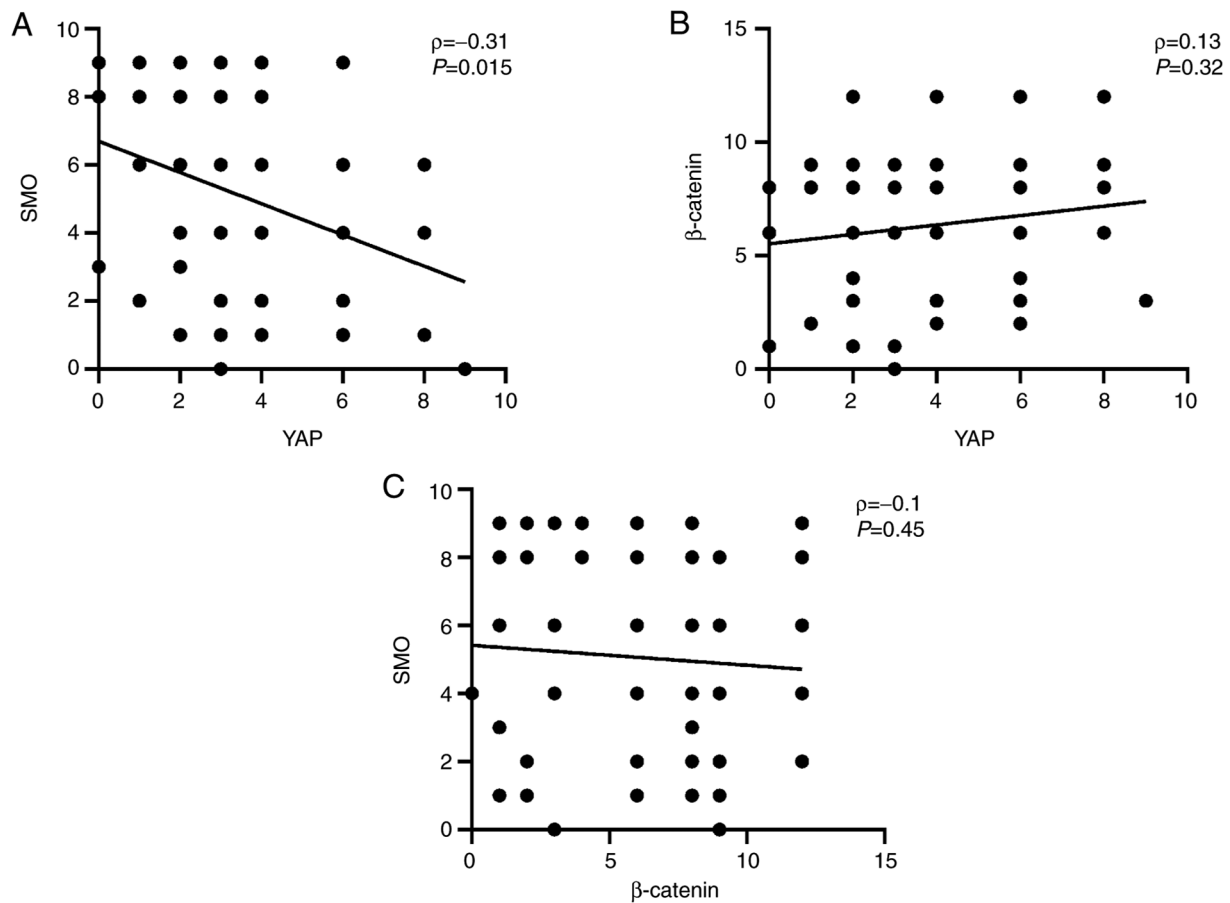 A
ρ=–0.31
P=0.015
10
8
6
4
2
0
SMO
0 2 4 6 8 10
YAP
B
ρ=0.13
P=0.32
15
10
5
0
β-catenin
0 2 4 6 8 10
YAP
C
ρ=–0.1
P=0.45
10
8
6
4
2
0
SMO
0 5 10 15
β-catenin